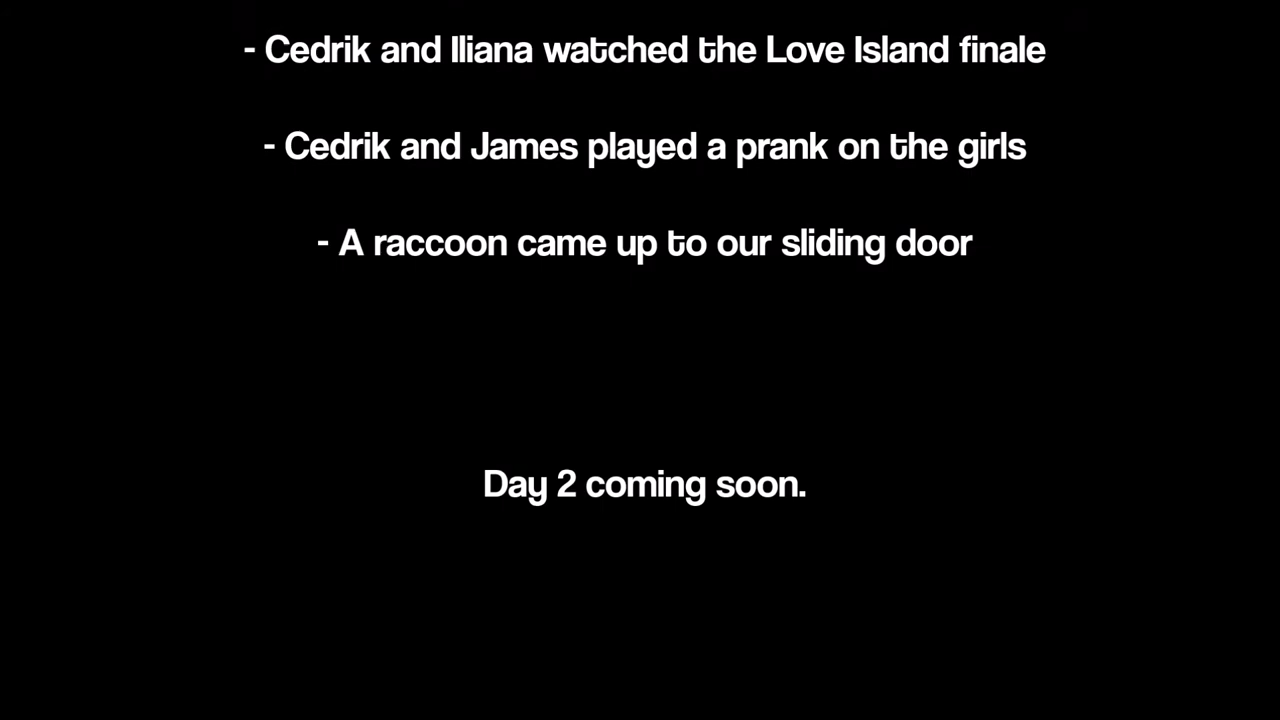 - Cedrik and Iliana watched the Love Island finale
- Cedrik and James played a prank on the girls
- A raccoon came up to our sliding door
Day 2 coming soon.